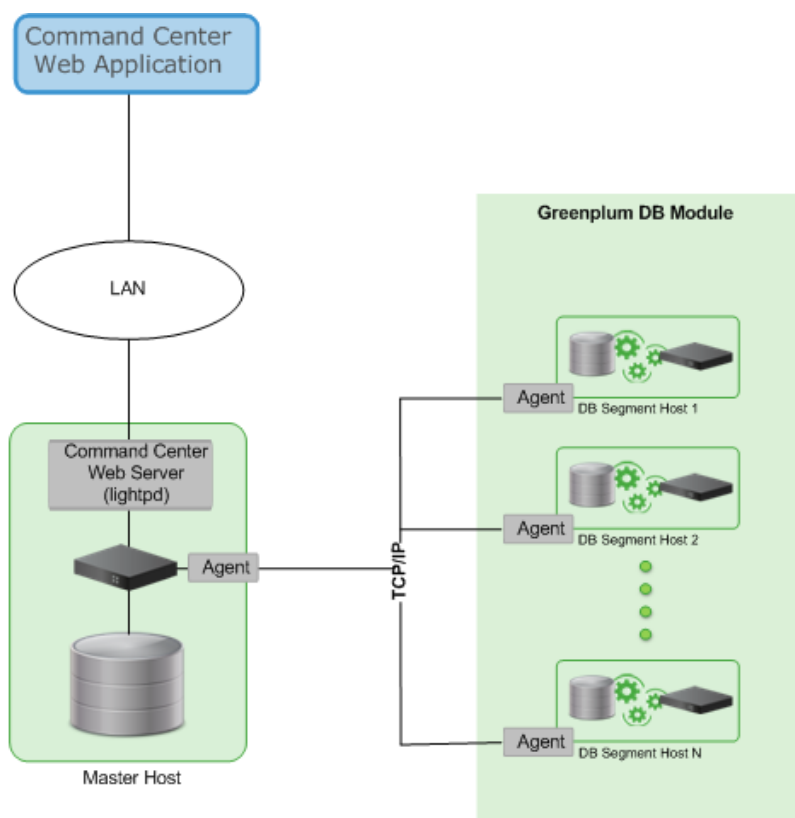 Command Center
Web Application
LAN
Command Center
Web Server
(lightpd)
Agent
Master Host
TCP/IP
Greenplum DB Module
Agent
DB Segment Host 1
Agent
DB Segment Host 2
Agent
DB Segment Host N